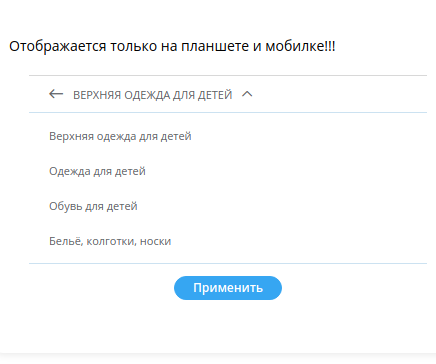 Отображается только на планшете и мобилке!!!
ВЕРХНЯЯ ОДЕЖДА ДЛЯ ДЕТЕЙ
Верхняя одежда для детей
Одежда для детей
Обувь для детей
Бельё, колготки, носки
Применить